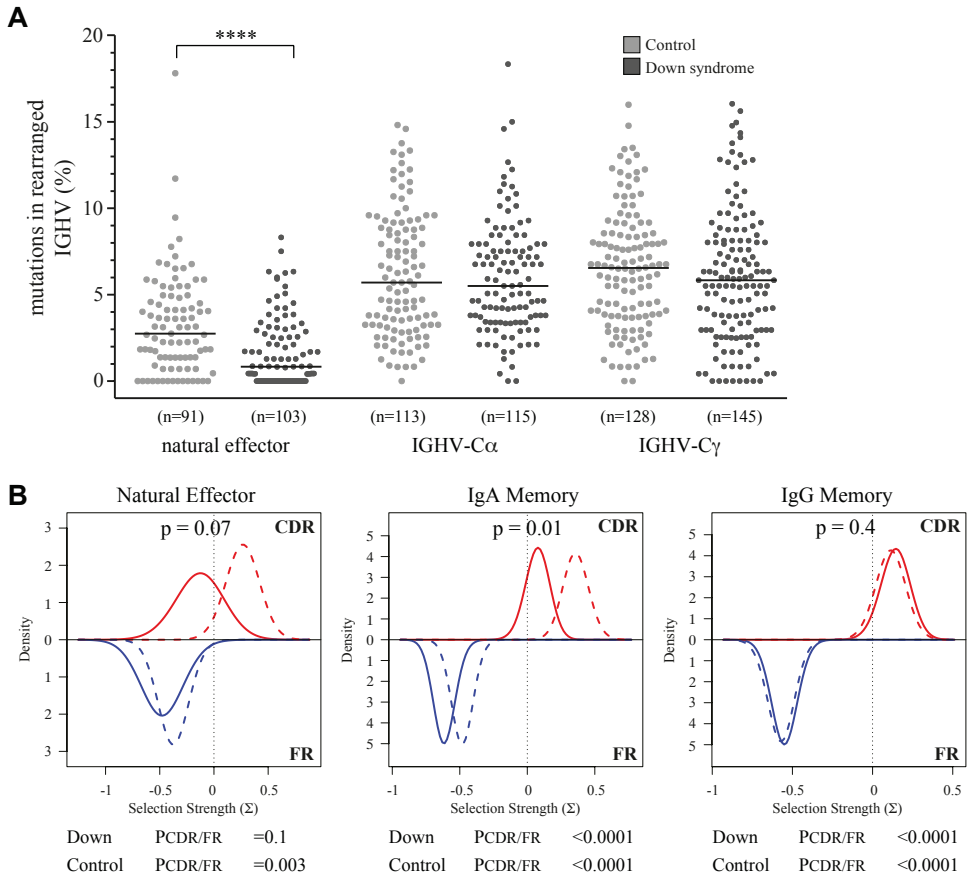 A
****
Control
Down syndrome
mutations in rearranged
IGHV (%)
20
15
10
5
0
(n=91) (n=103) (n=113) (n=115) (n=128) (n=145)
natural effector IGHV-Cα IGHV-Cγ
B
Natural Effector
p = 0.07
CDR
Density
3
2
1
0
1
2
3
FR
-1 -0.5 0 0.5
Selection Strength (Σ)
Down PCDR/FR =0.1
Control PCDR/FR =0.003
IgA Memory
p = 0.01
CDR
Density
5
4
3
2
1
0
1
2
3
4
5
FR
-1 -0.5 0 0.5
Selection Strength (Σ)
Down PCDR/FR <0.0001
Control PCDR/FR <0.0001
IgG Memory
p = 0.4
CDR
Density
5
4
3
2
1
0
1
2
3
4
5
FR
-1 -0.5 0 0.5
Selection Strength (Σ)
Down PCDR/FR <0.0001
Control PCDR/FR <0.0001